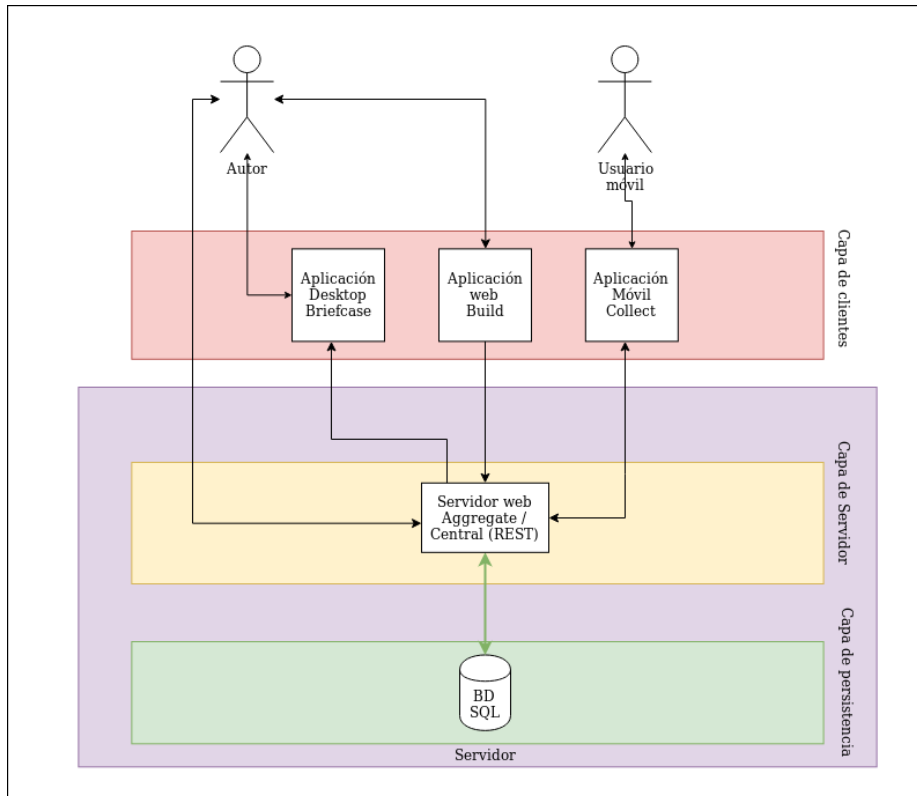 Autor
Usuario
móvil
Capa de clientes
Aplicación
Desktop
Briefcase
Aplicación
web
Build
Aplicación
Móvil
Collect
Capa de Servidor
Servidor web
Aggregate /
Central (REST)
Capa de persistencia
BD
SQL
Servidor